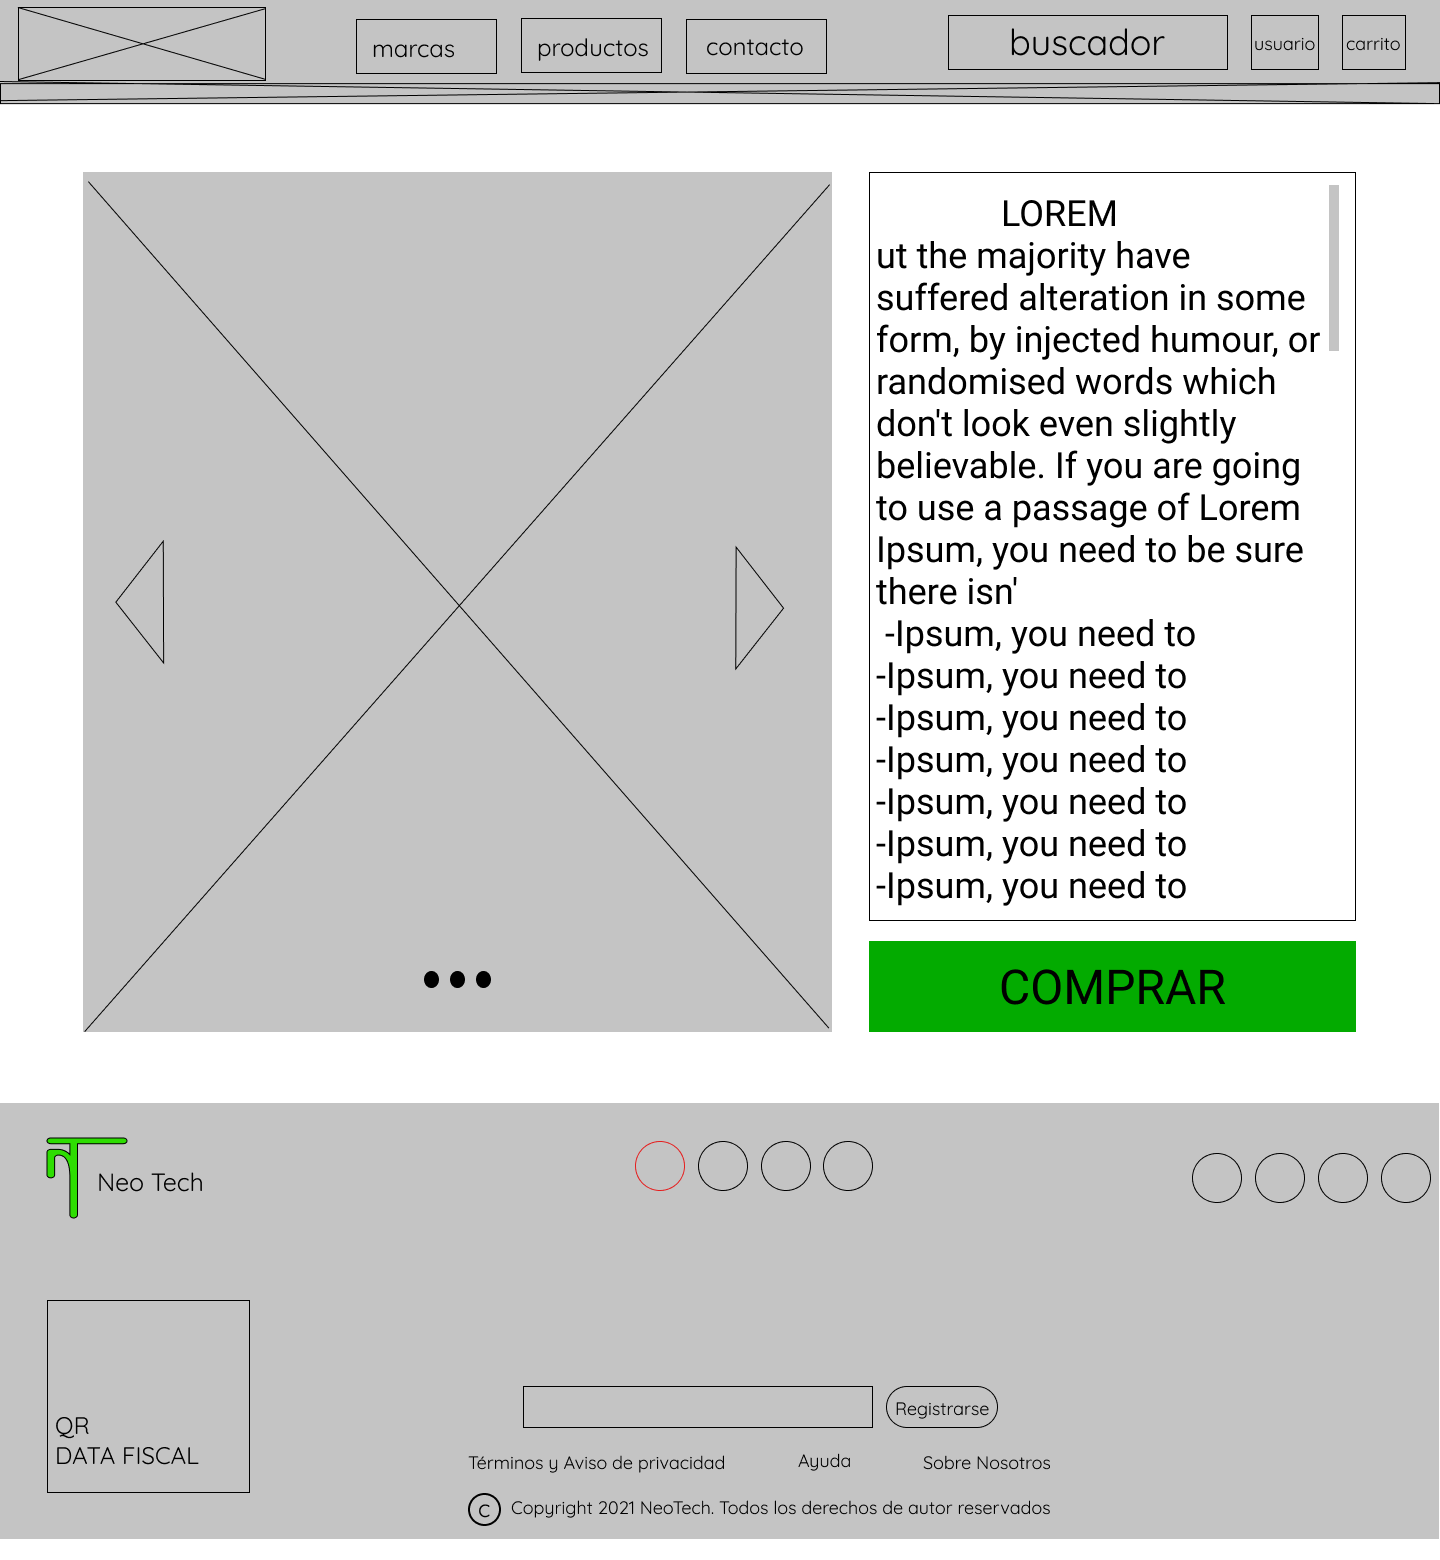 marcas
productos
contacto
buscador
usuario
carrito
LOREM
ut the majority have
suffered alteration in some
form, by injected humour, or
randomised words which
don't look even slightly
believable. If you are going
to use a passage of Lorem
Ipsum, you need to be sure
there isn'
-Ipsum, you need to
-Ipsum, you need to
-Ipsum, you need to
-Ipsum, you need to
-Ipsum, you need to
-Ipsum, you need to
-Ipsum, you need to
COMPRAR
Neo Tech
QR
DATA FISCAL
Registrarse
Términos y Aviso de privacidad
Ayuda
Sobre Nosotros
C Copyright 2021 NeoTech. Todos los derechos de autor reservados